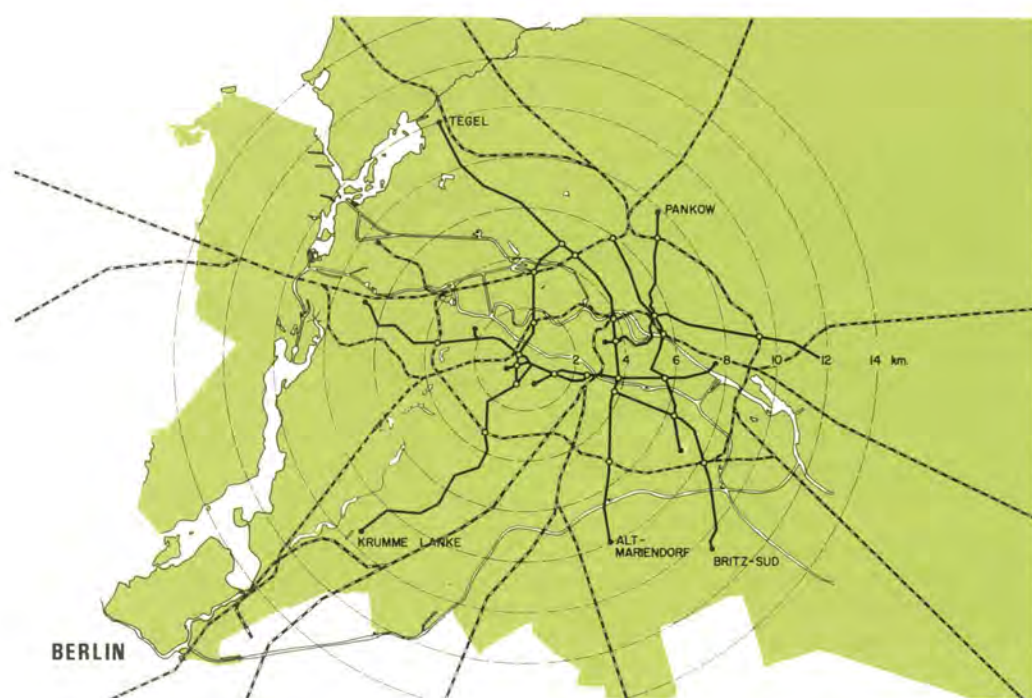 TEGEL
PANKOW
2 4 6 8 10 12 14 km.
KRUMME LANKE
ALT-
MARIENDORF
BRITZ-SUD
BERLIN